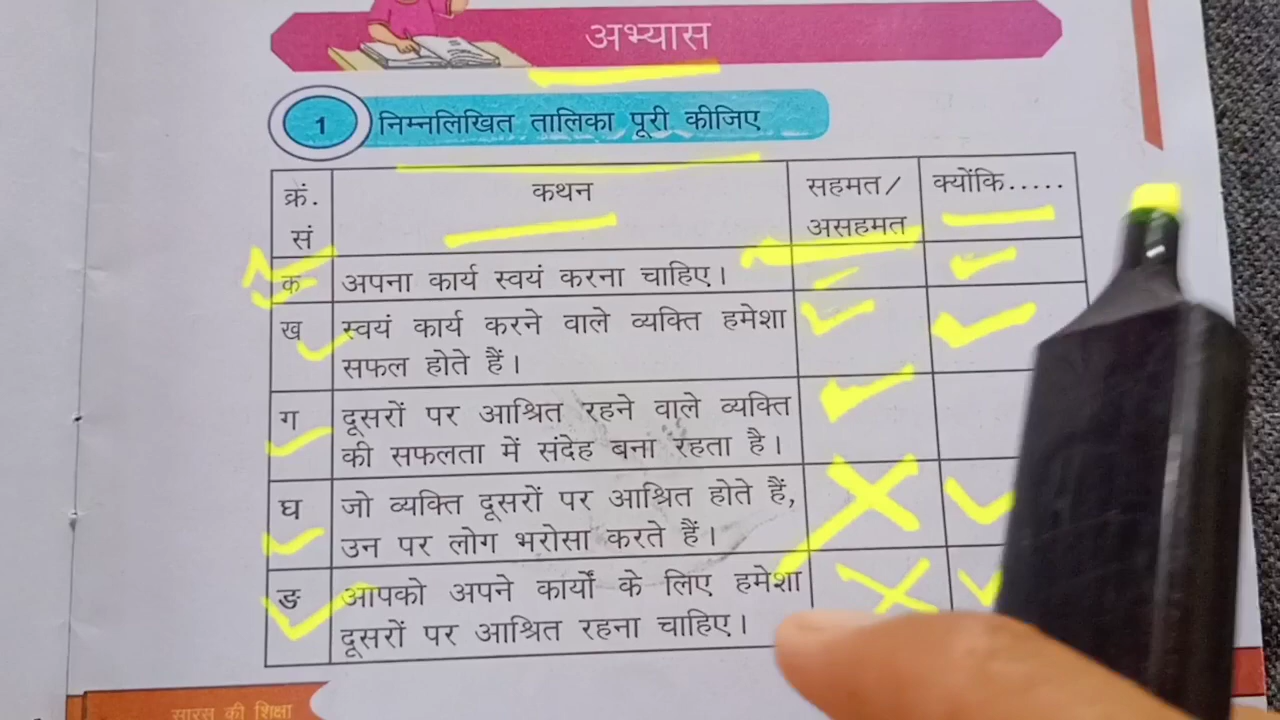 अभ्यास
1 निम्नलिखित तालिका पूरी कीजिए
क्रं. सं कथन सहमत/ असहमत क्योंकि.....
क अपना कार्य स्वयं करना चाहिए।
ख स्वयं कार्य करने वाले व्यक्ति हमेशा
सफल होते हैं।
ग दूसरों पर आश्रित रहने वाले व्यक्ति
की सफलता में संदेह बना रहता है।
घ जो व्यक्ति दूसरों पर आश्रित होते हैं,
उन पर लोग भरोसा करते हैं।
ङ आपको अपने कार्यों के लिए हमेशा
दूसरों पर आश्रित रहना चाहिए।
सारस की शिक्षा